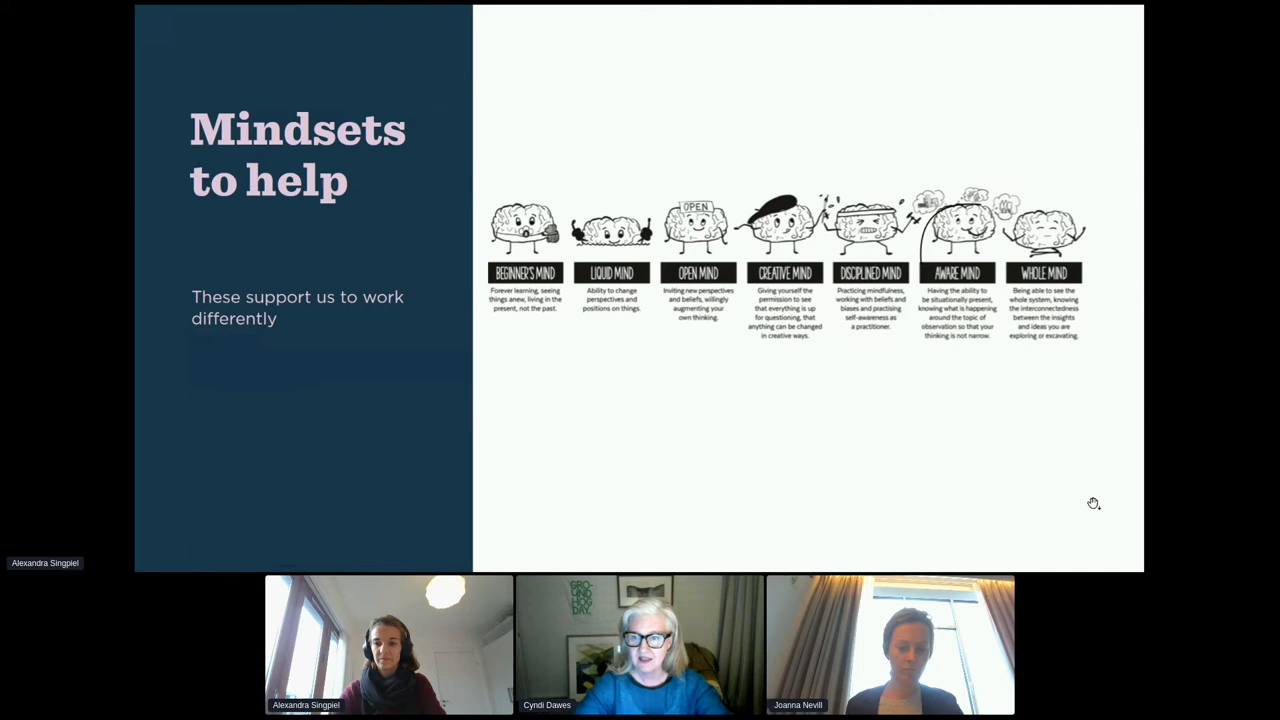 Mindsets
to help
These support us to work
differently
OPEN
BEGINNER'S MIND
Forever learning, seeing
things anew, living in the
present, not the past.
LIQUID MIND
Ability to change
perspectives and
positions on things.
OPEN MIND
Inviting new perspectives
and beliefs, willingly
augmenting your
own thinking.
CREATIVE MIND
Giving yourself the
permission to see
that everything is up
for questioning, that
anything can be changed
in creative ways.
DISCIPLINED MIND
Practicing mindfulness,
working with beliefs and
biases and practising
self-awareness as
a practitioner.
AWARE MIND
Having the ability to
be situationally present,
knowing what is happening
around the topic of
observation so that your
thinking is not narrow.
WHOLE MIND
Being able to see the
whole system, knowing
the interconnectedness
between the insights
and ideas you are
exploring or excavating.
Alexandra Singpiel
GRO-
UND
HOG
DAY.
Alexandra Singpiel
Cyndi Dawes
Joanna Nevill